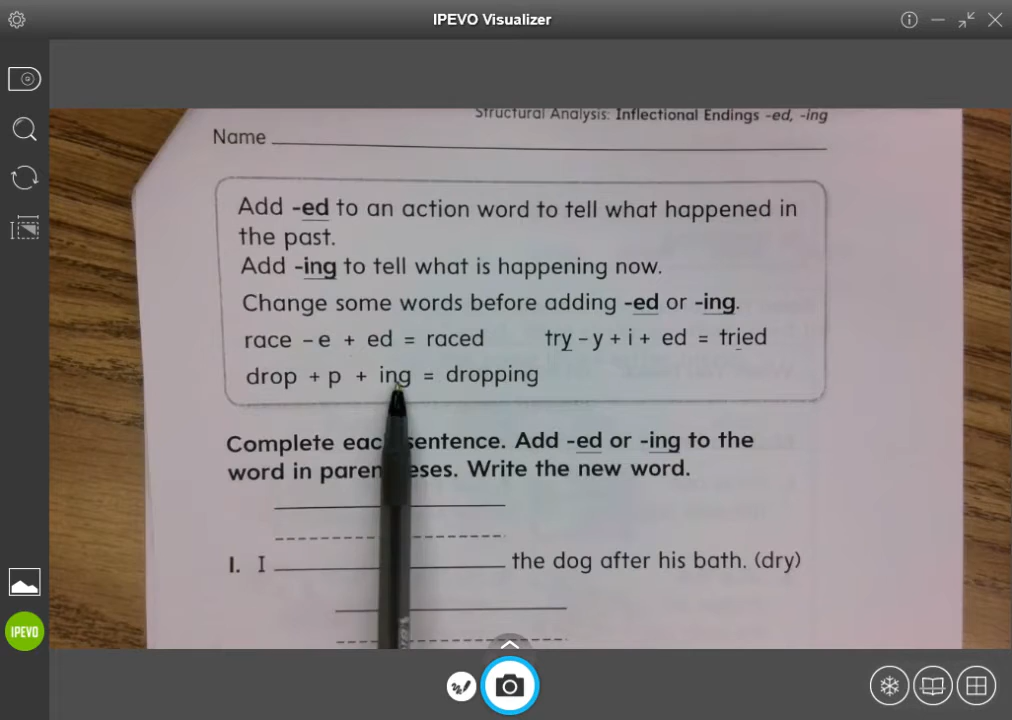 IPEVO Visualizer
Structural Analysis: Inflectional Endings -ed, -ing
Name
Add -ed to an action word to tell what happened in
the past.
Add -ing to tell what is happening now.
Change some words before adding -ed or -ing.
race – e + ed = raced try – y + i + ed = tried
drop + p + ing = dropping
Complete each sentence. Add -ed or -ing to the
word in parentheses. Write the new word.
1. I the dog after his bath. (dry)
IPEVO